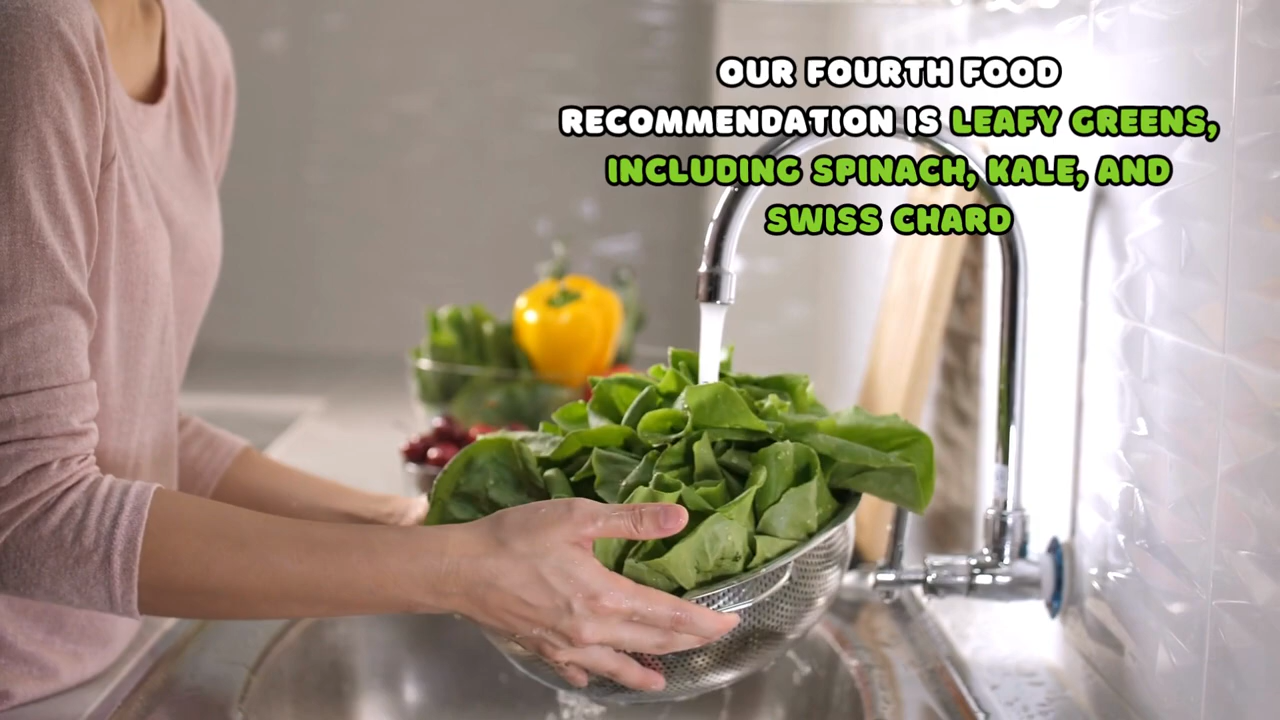 OUR FOURTH FOOD
RECOMMENDATION IS LEAFY GREENS,
INCLUDING SPINACH, KALE, AND
SWISS CHARD